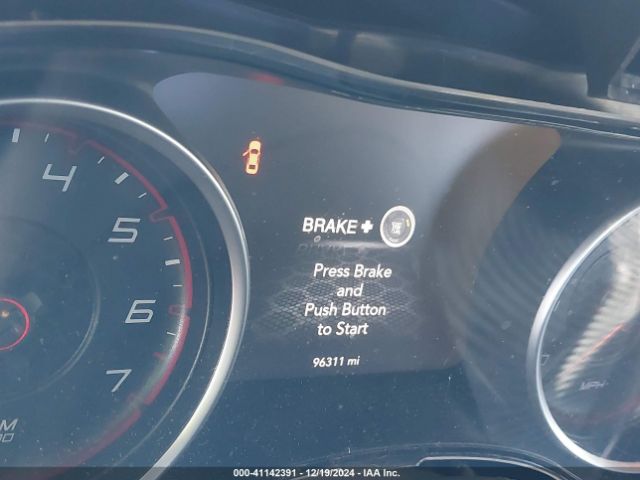 4
5
6
7
BRAKE +
Press Brake
and
Push Button
to Start
96311 mi
MPH
000-41142391 - 12/19/2024 - IAA Inc.